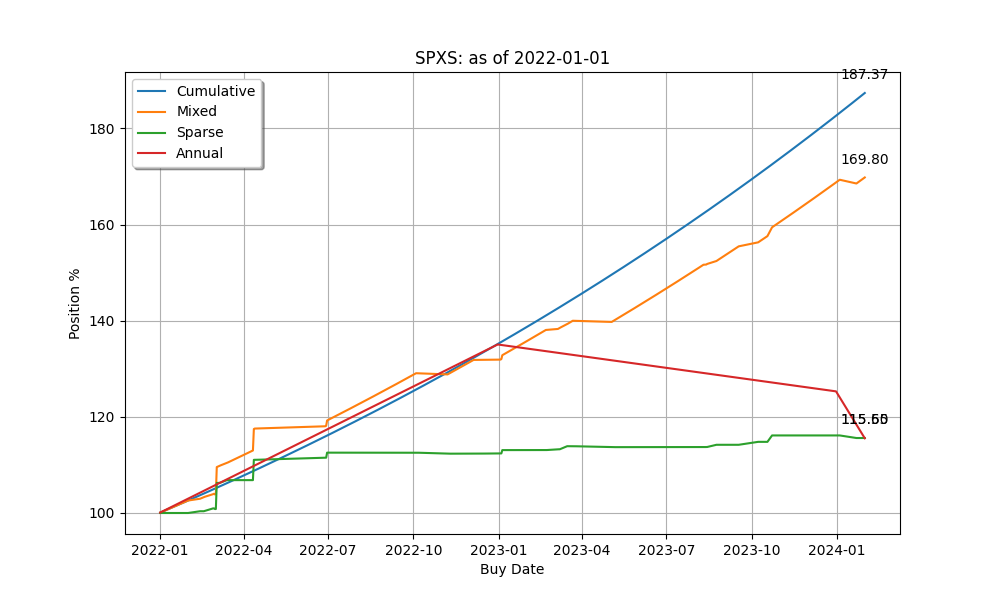 SPXS: as of 2022-01-01
Cumulative
Mixed
Sparse
Annual
187.37
169.80
Position %
180
160
140
120
100
2022-01 2022-04 2022-07 2022-10 2023-01 2023-04 2023-07 2023-10 2024-01
Buy Date